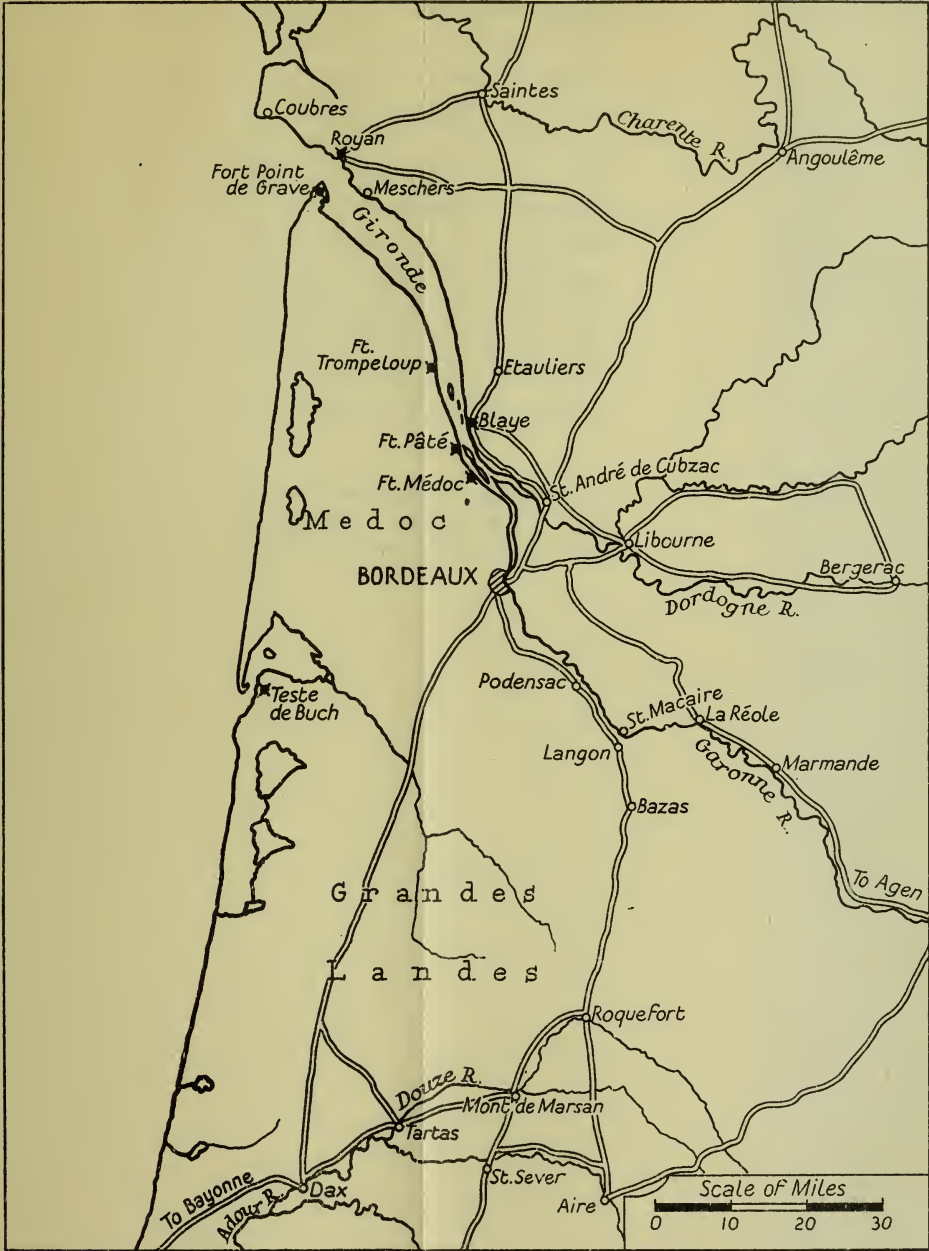 Saintes
Coubres
Charente R.
Royan
Angoulême
Fort Point
de Grave
Meschers
Gironde
Ft.
Trompeloup
Etauliers
Blaye
Ft. Pâté
Ft. Médoc
St. André de Cubzac
Medoc
Libourne
BORDEAUX
Bergerac
Dordogne R.
Podensac
St. Macaire
Teste
de Buch
La Réole
Langon
Garonne R.
Marmande
Bazas
To Agen
Grandes
Landes
Roquefort
Douze R.
Mont de Marsan
Tartas
St. Sever
To Bayonne
Adour R.
Dax
Aire
Scale of Miles
0 10 20 30